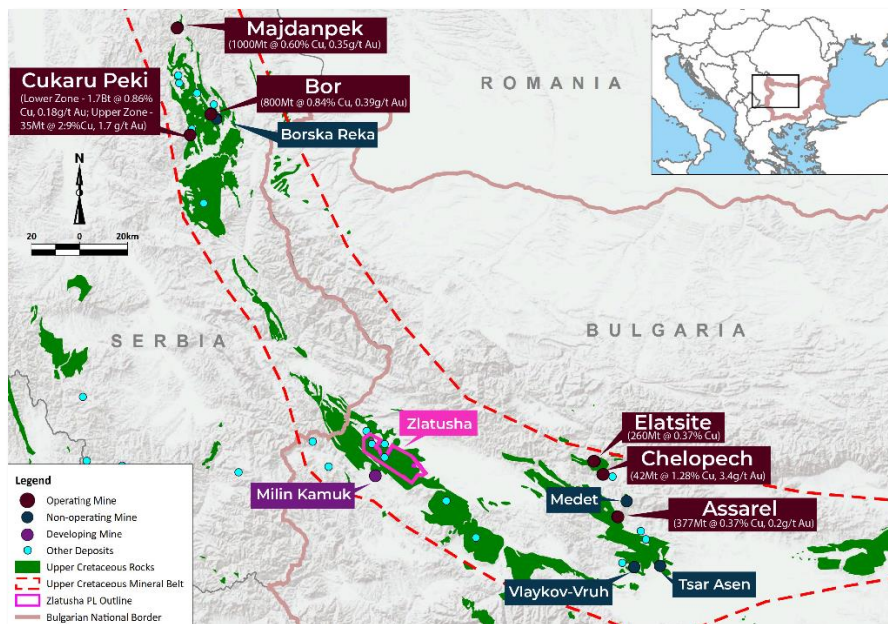 Majdanpek
(1000Mt @ 0.60% Cu, 0.35g/t Au)
ROMANIA
Cukaru Peki
(Lower Zone - 1.7Bt @ 0.86%
Cu, 0.18g/t Au; Upper Zone -
35Mt @ 2:9%Cu, 1.7 g/t Au)
Bor
(800Mt @ 0.84% Cu, 0.39g/t Au)
Borska Reka
N
20 0 20km
SERBIA
BULGARIA
Zlatusha
Milin Kamuk
Elatsite
(260Mt @ 0.37% Cu)
Chelopech
(42Mt @ 1.28% Cu, 3.4g/t Au)
Medet
Assarel
(377Mt @ 0.37% Cu, 0.2g/t Au)
Vlaykov-Vruh
Tsar Asen
Legend
Operating Mine
Non-operating Mine
Developing Mine
Other Deposits
Upper Cretaceous Rocks
Upper Cretaceous Mineral Belt
Zlatusha PL Outline
Bulgarian National Border